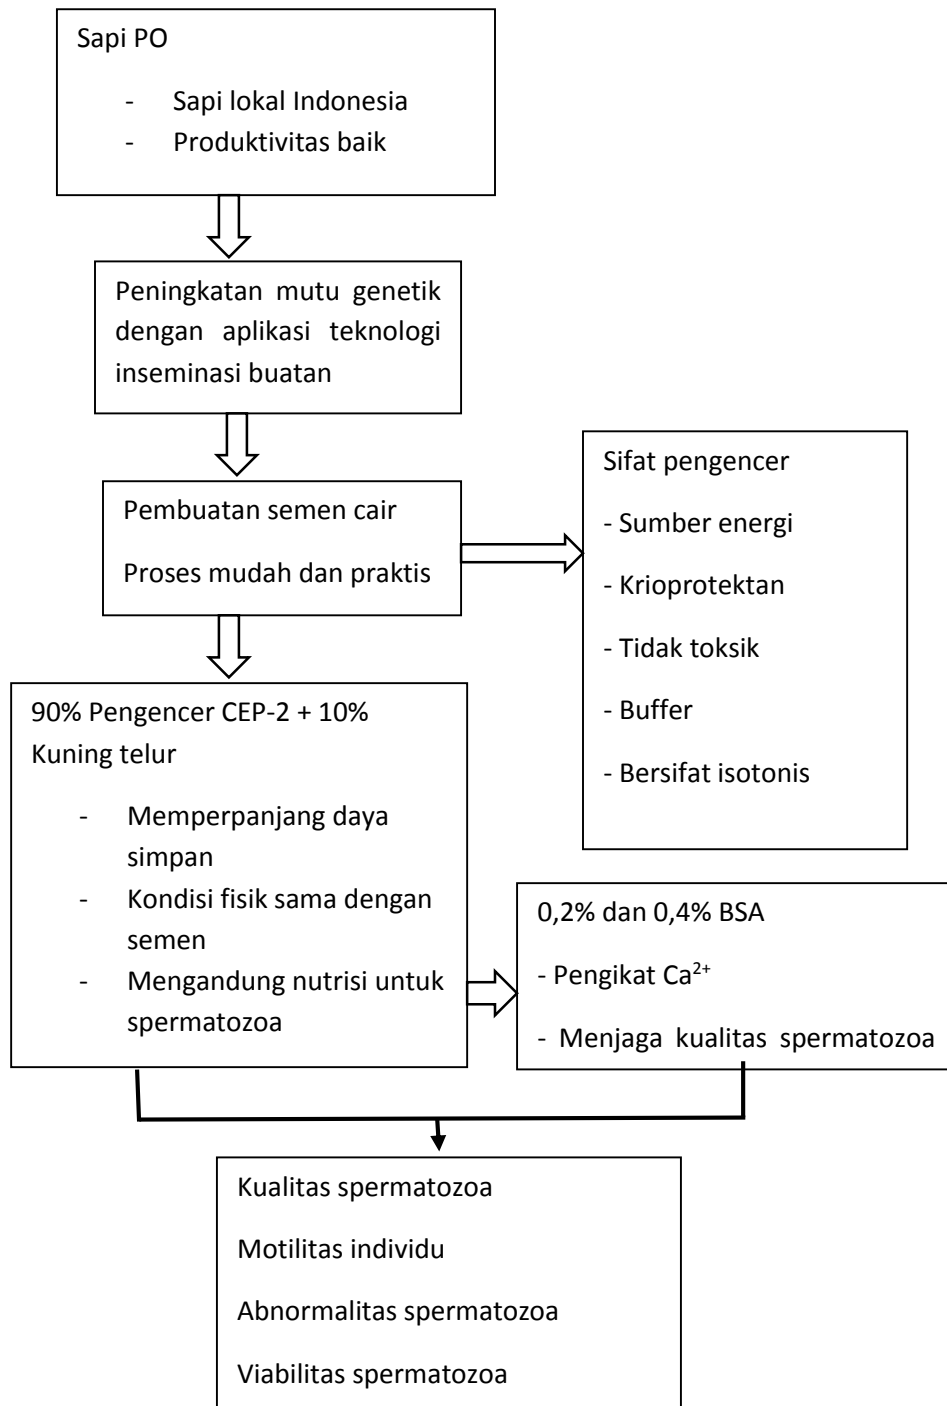 Sapi PO
- Sapi lokal Indonesia
- Produktivitas baik
Peningkatan mutu genetik
dengan aplikasi teknologi
inseminasi buatan
Pembuatan semen cair
Proses mudah dan praktis
Sifat pengencer
- Sumber energi
- Krioprotektan
- Tidak toksik
- Buffer
- Bersifat isotonis
90% Pengencer CEP-2 + 10%
Kuning telur
- Memperpanjang daya
simpan
- Kondisi fisik sama dengan
semen
- Mengandung nutrisi untuk
spermatozoa
0,2% dan 0,4% BSA
- Pengikat Ca²⁺
- Menjaga kualitas spermatozoa
Kualitas spermatozoa
Motilitas individu
Abnormalitas spermatozoa
Viabilitas spermatozoa